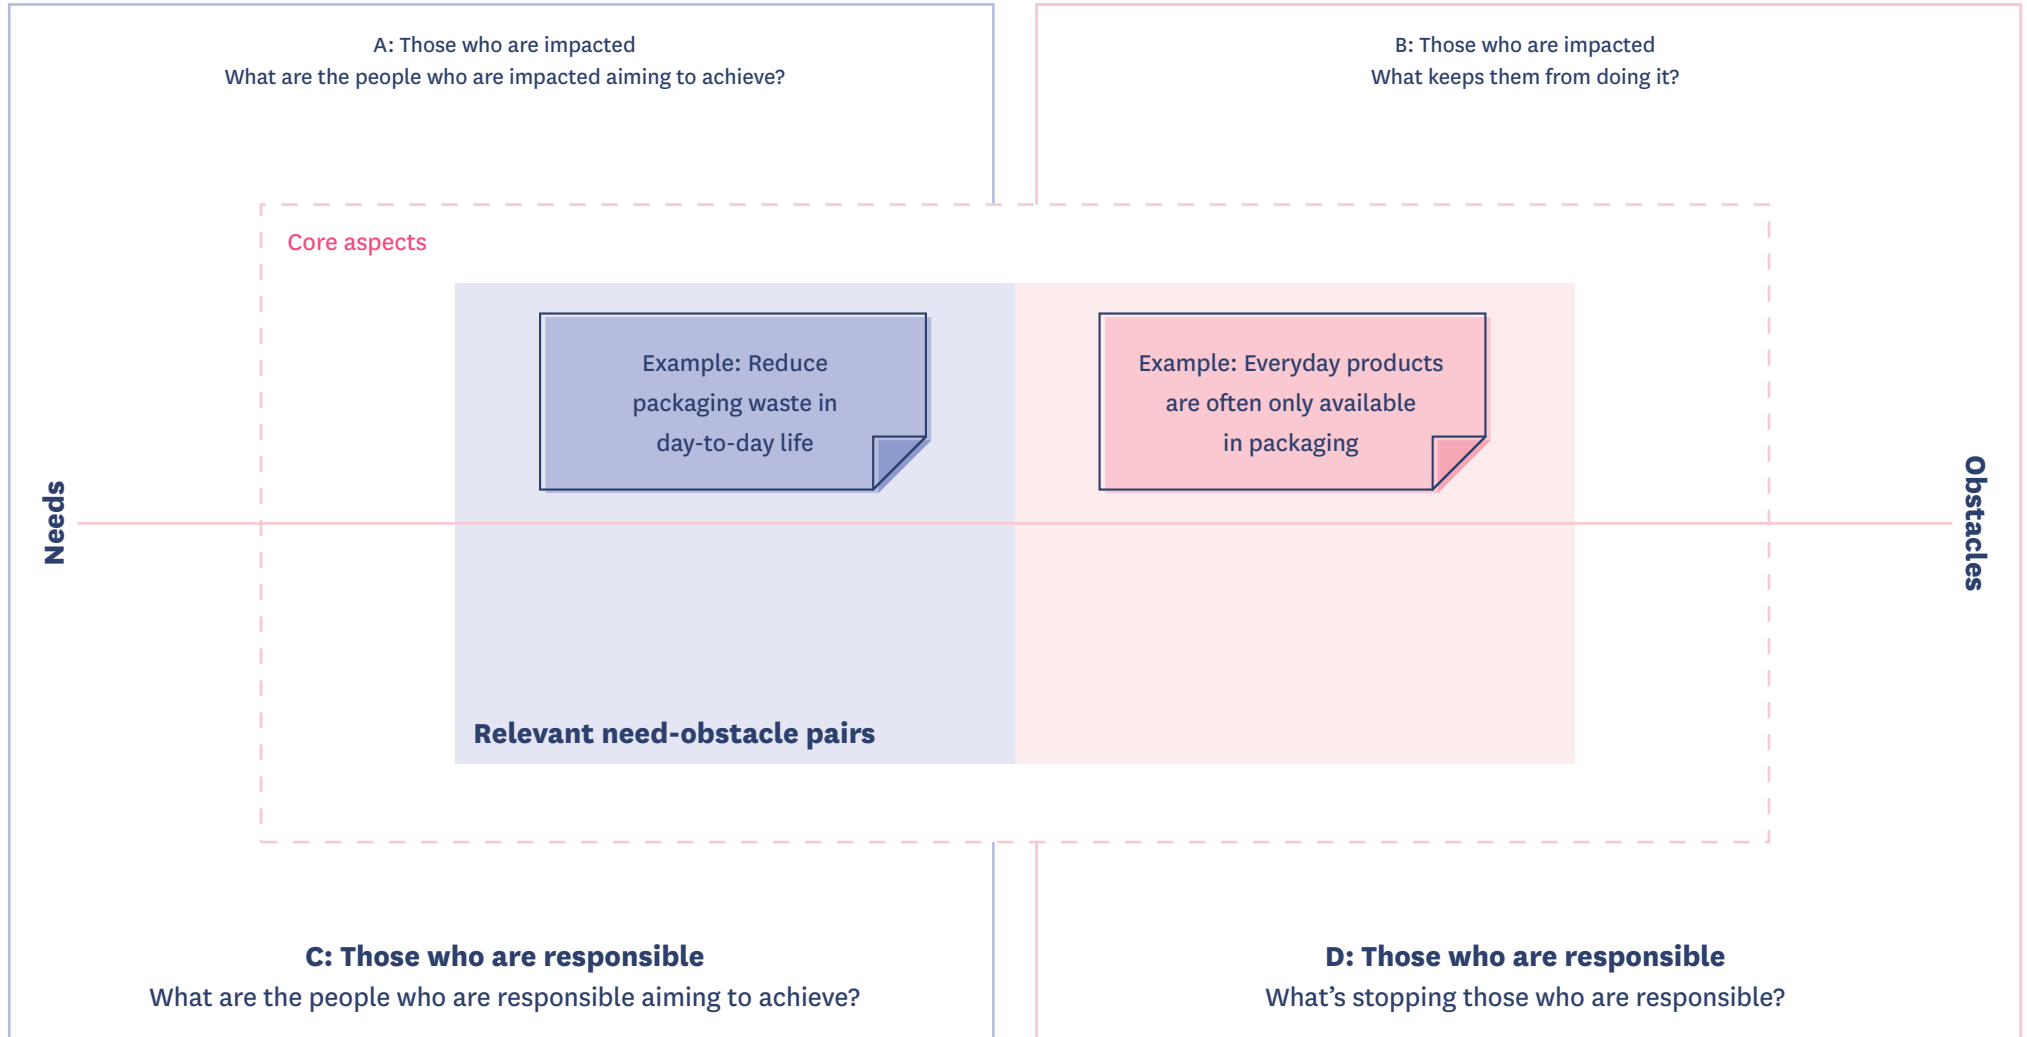 A: Those who are impacted
What are the people who are impacted aiming to achieve?
B: Those who are impacted
What keeps them from doing it?
Core aspects
Example: Reduce
packaging waste in
day-to-day life
Example: Everyday products
are often only available
in packaging
Needs
Obstacles
Relevant need-obstacle pairs
C: Those who are responsible
What are the people who are responsible aiming to achieve?
D: Those who are responsible
What’s stopping those who are responsible?